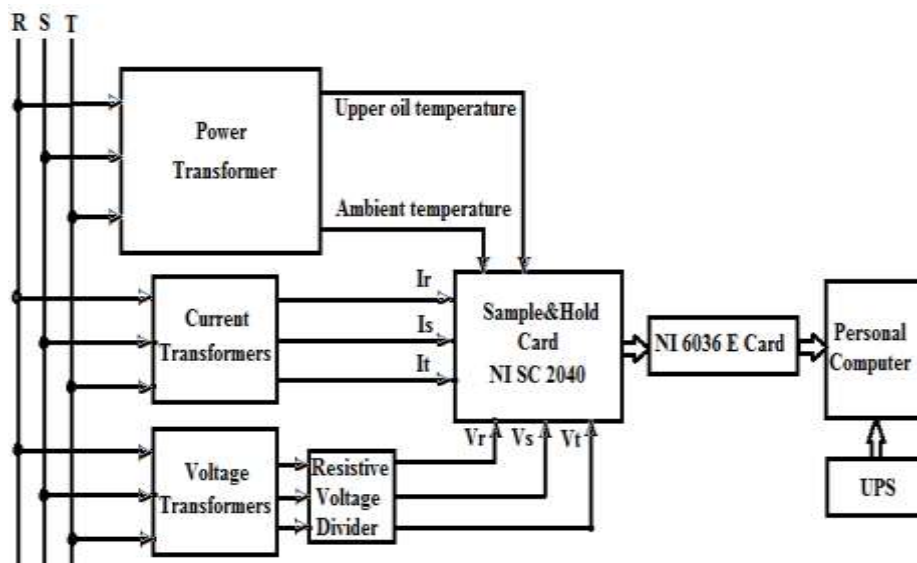 R S T
Power
Transformer
Upper oil temperature
Ambient temperature
Current
Transformers
Ir
Is
It
Sample&Hold
Card
NI SC 2040
NI 6036 E Card
Personal
Computer
UPS
Vr Vs Vt
Voltage
Transformers
Resistive
Voltage
Divider